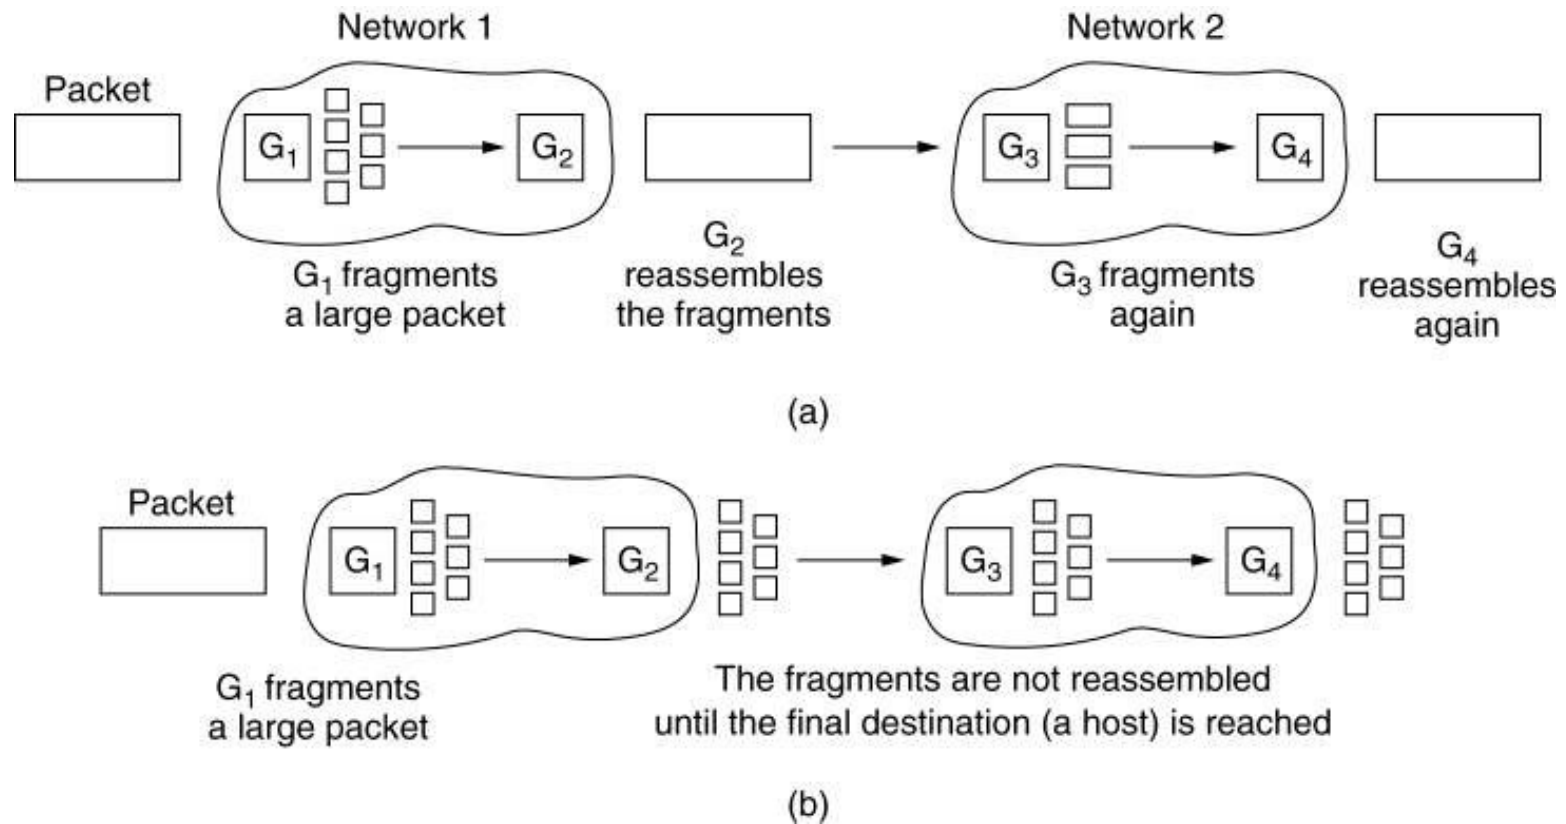 Network 1
Network 2
Packet
G₁
G₂
G₃
G₄
G₁ fragments
a large packet
G₂
reassembles
the fragments
G₃ fragments
again
G₄
reassembles
again
(a)
Packet
G₁
G₂
G₃
G₄
G₁ fragments
a large packet
The fragments are not reassembled
until the final destination (a host) is reached
(b)